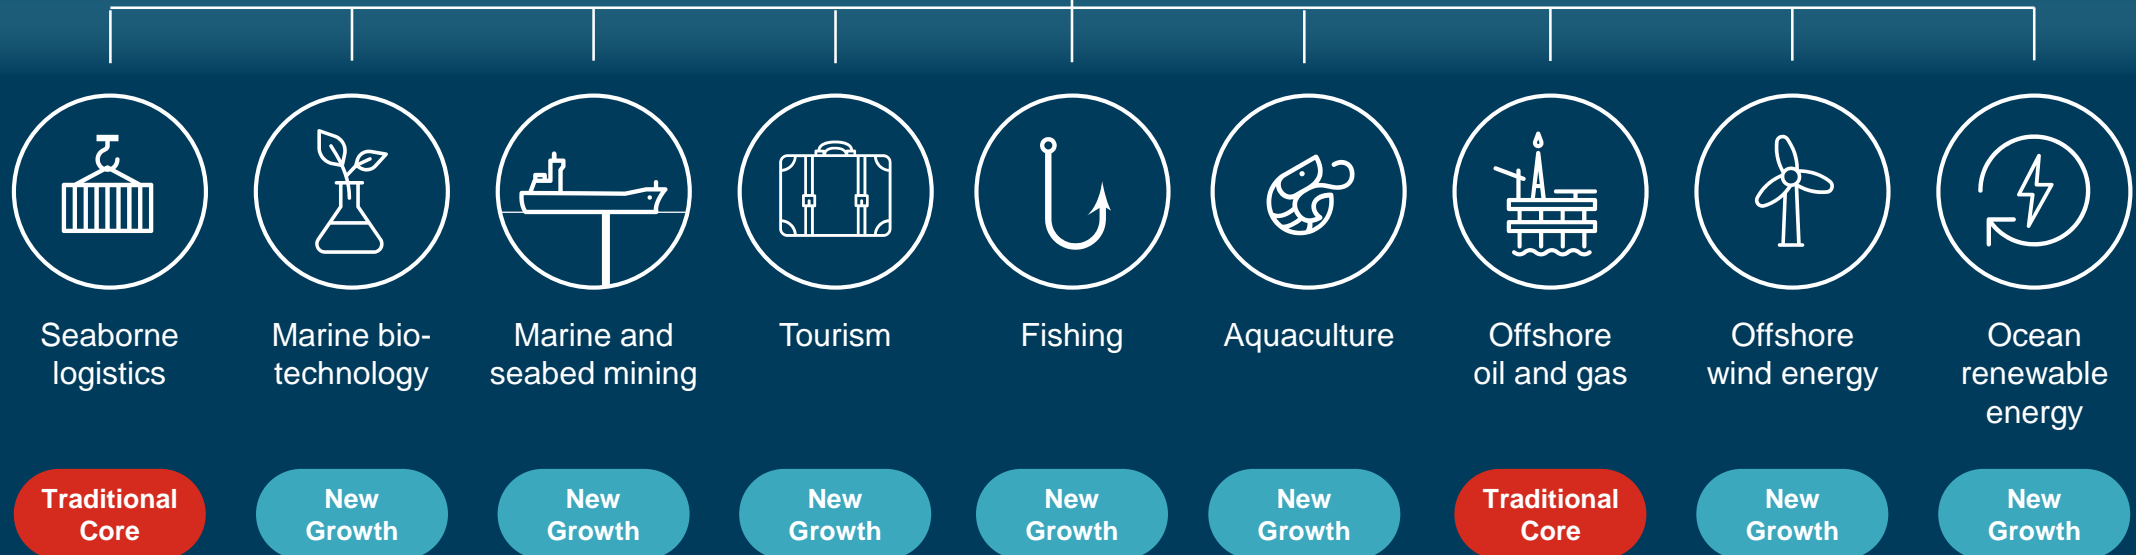 Seaborne
logistics
Marine bio-
technology
Marine and
seabed mining
Tourism
Fishing
Aquaculture
Offshore
oil and gas
Offshore
wind energy
Ocean
renewable
energy
Traditional
Core
New
Growth
New
Growth
New
Growth
New
Growth
New
Growth
Traditional
Core
New
Growth
New
Growth